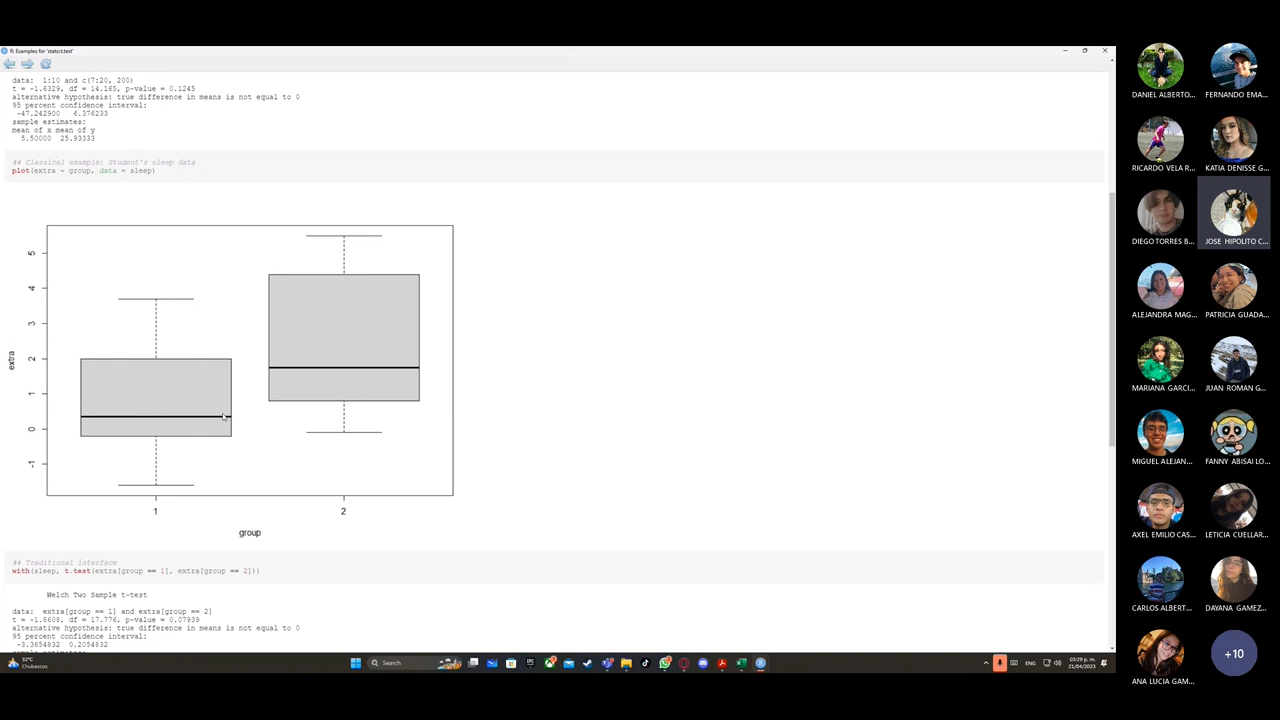 R: Examples for 'stats:t.test'
data:  1:10 and c(7:20, 200)
t = -1.6329, df = 14.165, p-value = 0.1245
alternative hypothesis: true difference in means is not equal to 0
95 percent confidence interval:
-47.242900   6.376233
sample estimates:
mean of x mean of y
5.50000  25.93333
## Classical example: Student's sleep data
plot(extra ~ group, data = sleep)
5
4
3
2
1
0
-1
extra
1
2
group
## Traditional interface
with(sleep, t.test(extra[group == 1], extra[group == 2]))
Welch Two Sample t-test
data:  extra[group == 1] and extra[group == 2]
t = -1.8608, df = 17.776, p-value = 0.07939
alternative hypothesis: true difference in means is not equal to 0
95 percent confidence interval:
-3.3654832  0.2054832
DANIEL ALBERTO...
FERNANDO EMA...
RICARDO VELA R...
KATIA DENISSE G...
DIEGO TORRES B...
JOSE HIPOLITO C...
ALEJANDRA MAG...
PATRICIA GUADA...
MARIANA GARCI...
JUAN ROMAN G...
MIGUEL ALEJAN...
FANNY ABISAI LO...
AXEL EMILIO CAS...
LETICIA CUELLAR...
CARLOS ALBERT...
DAYANA GAMEZ...
ANA LUCIA GAM...
+10
32°C
Chubascos
Search
ENG
03:29 p. m.
21/04/2023